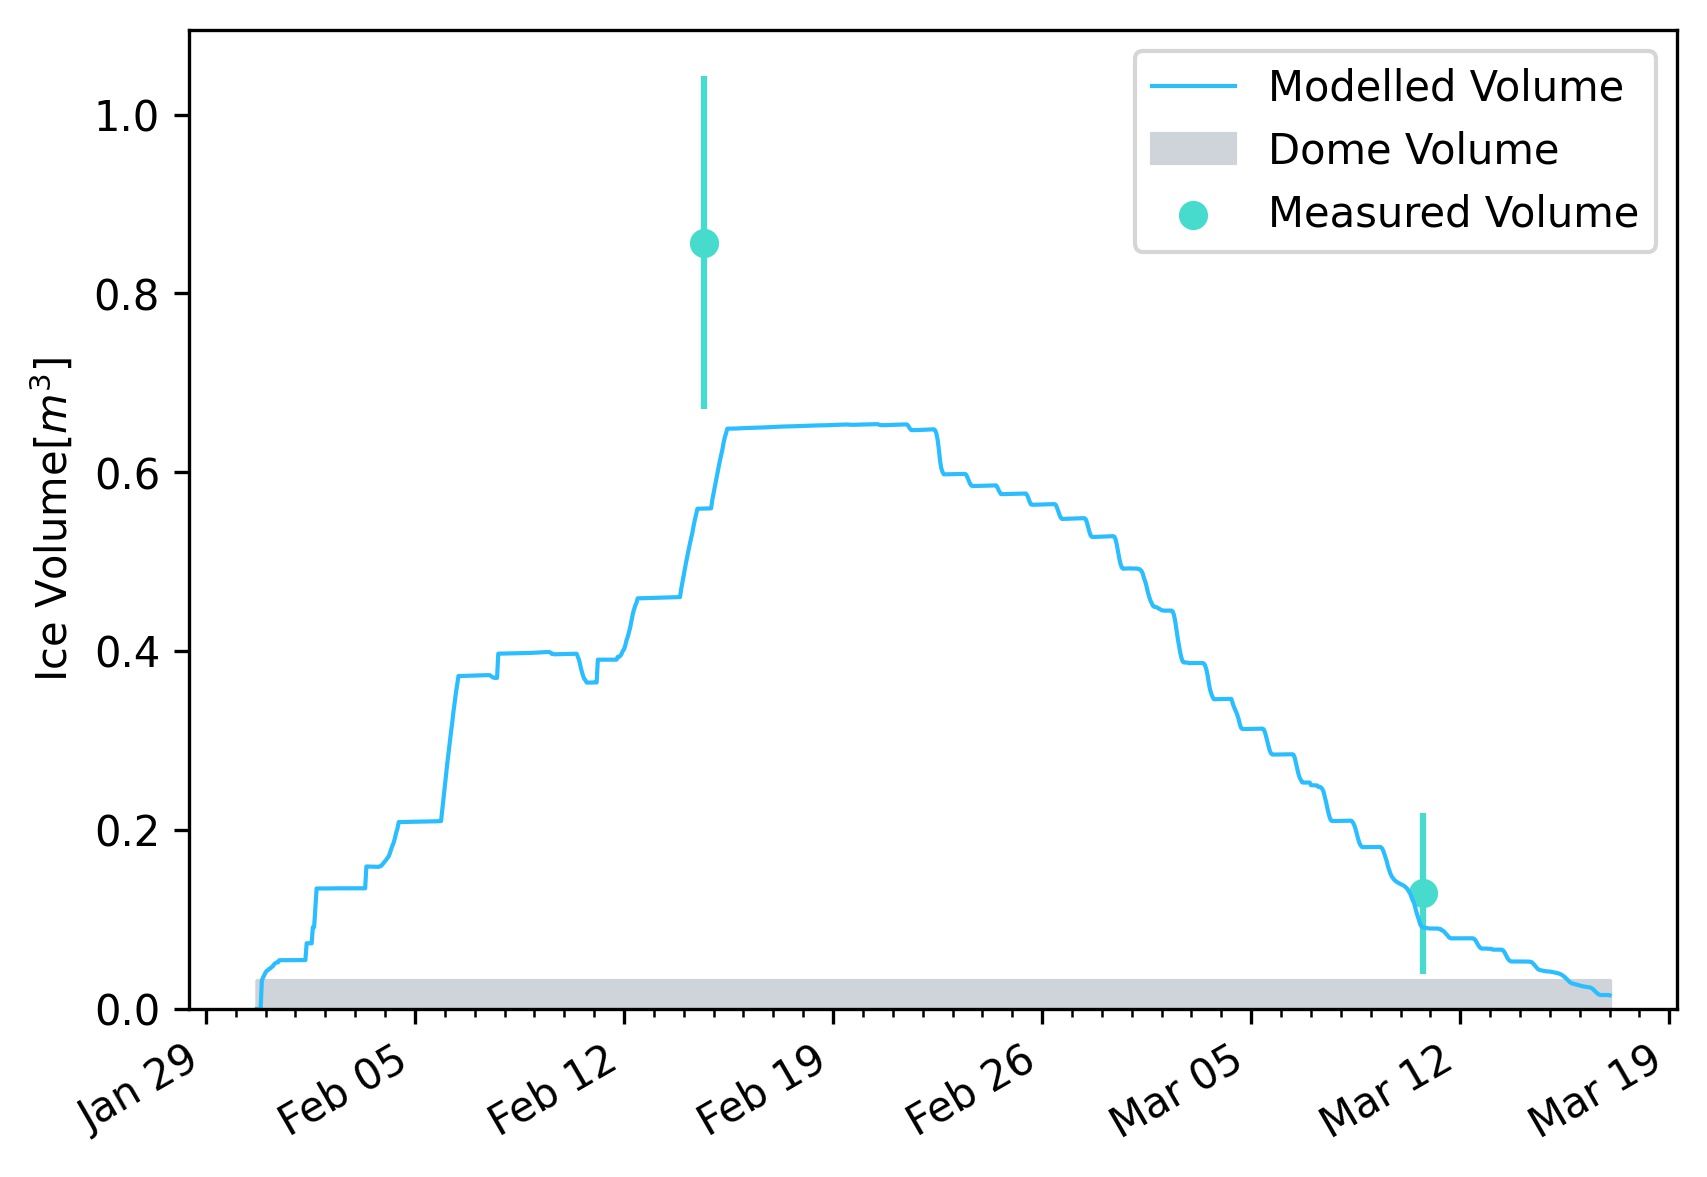 Modelled Volume
Dome Volume
Measured Volume
Ice Volume[m³]
1.0
0.8
0.6
0.4
0.2
0.0
Jan 29
Feb 05
Feb 12
Feb 19
Feb 26
Mar 05
Mar 12
Mar 19